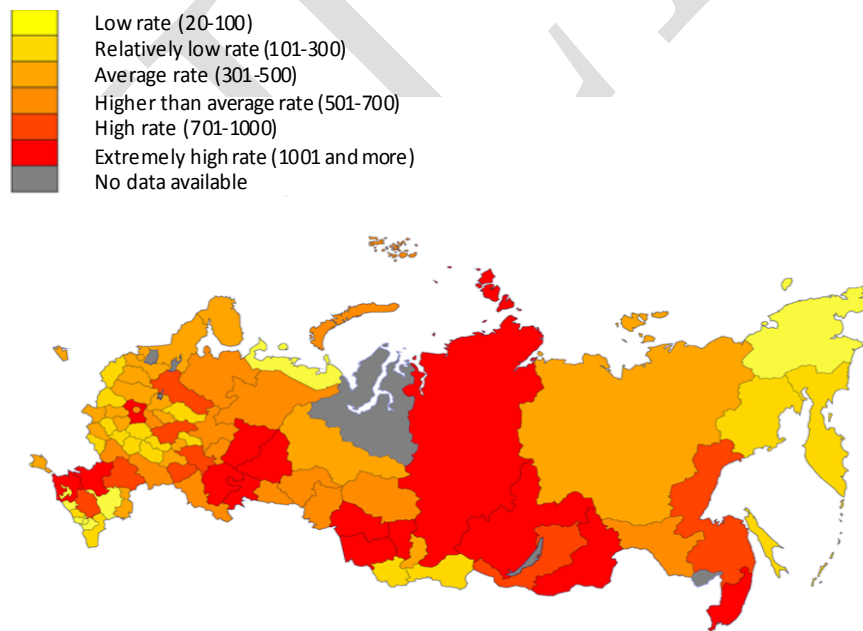 Low rate (20-100)
Relatively low rate (101-300)
Average rate (301-500)
Higher than average rate (501-700)
High rate (701-1000)
Extremely high rate (1001 and more)
No data available